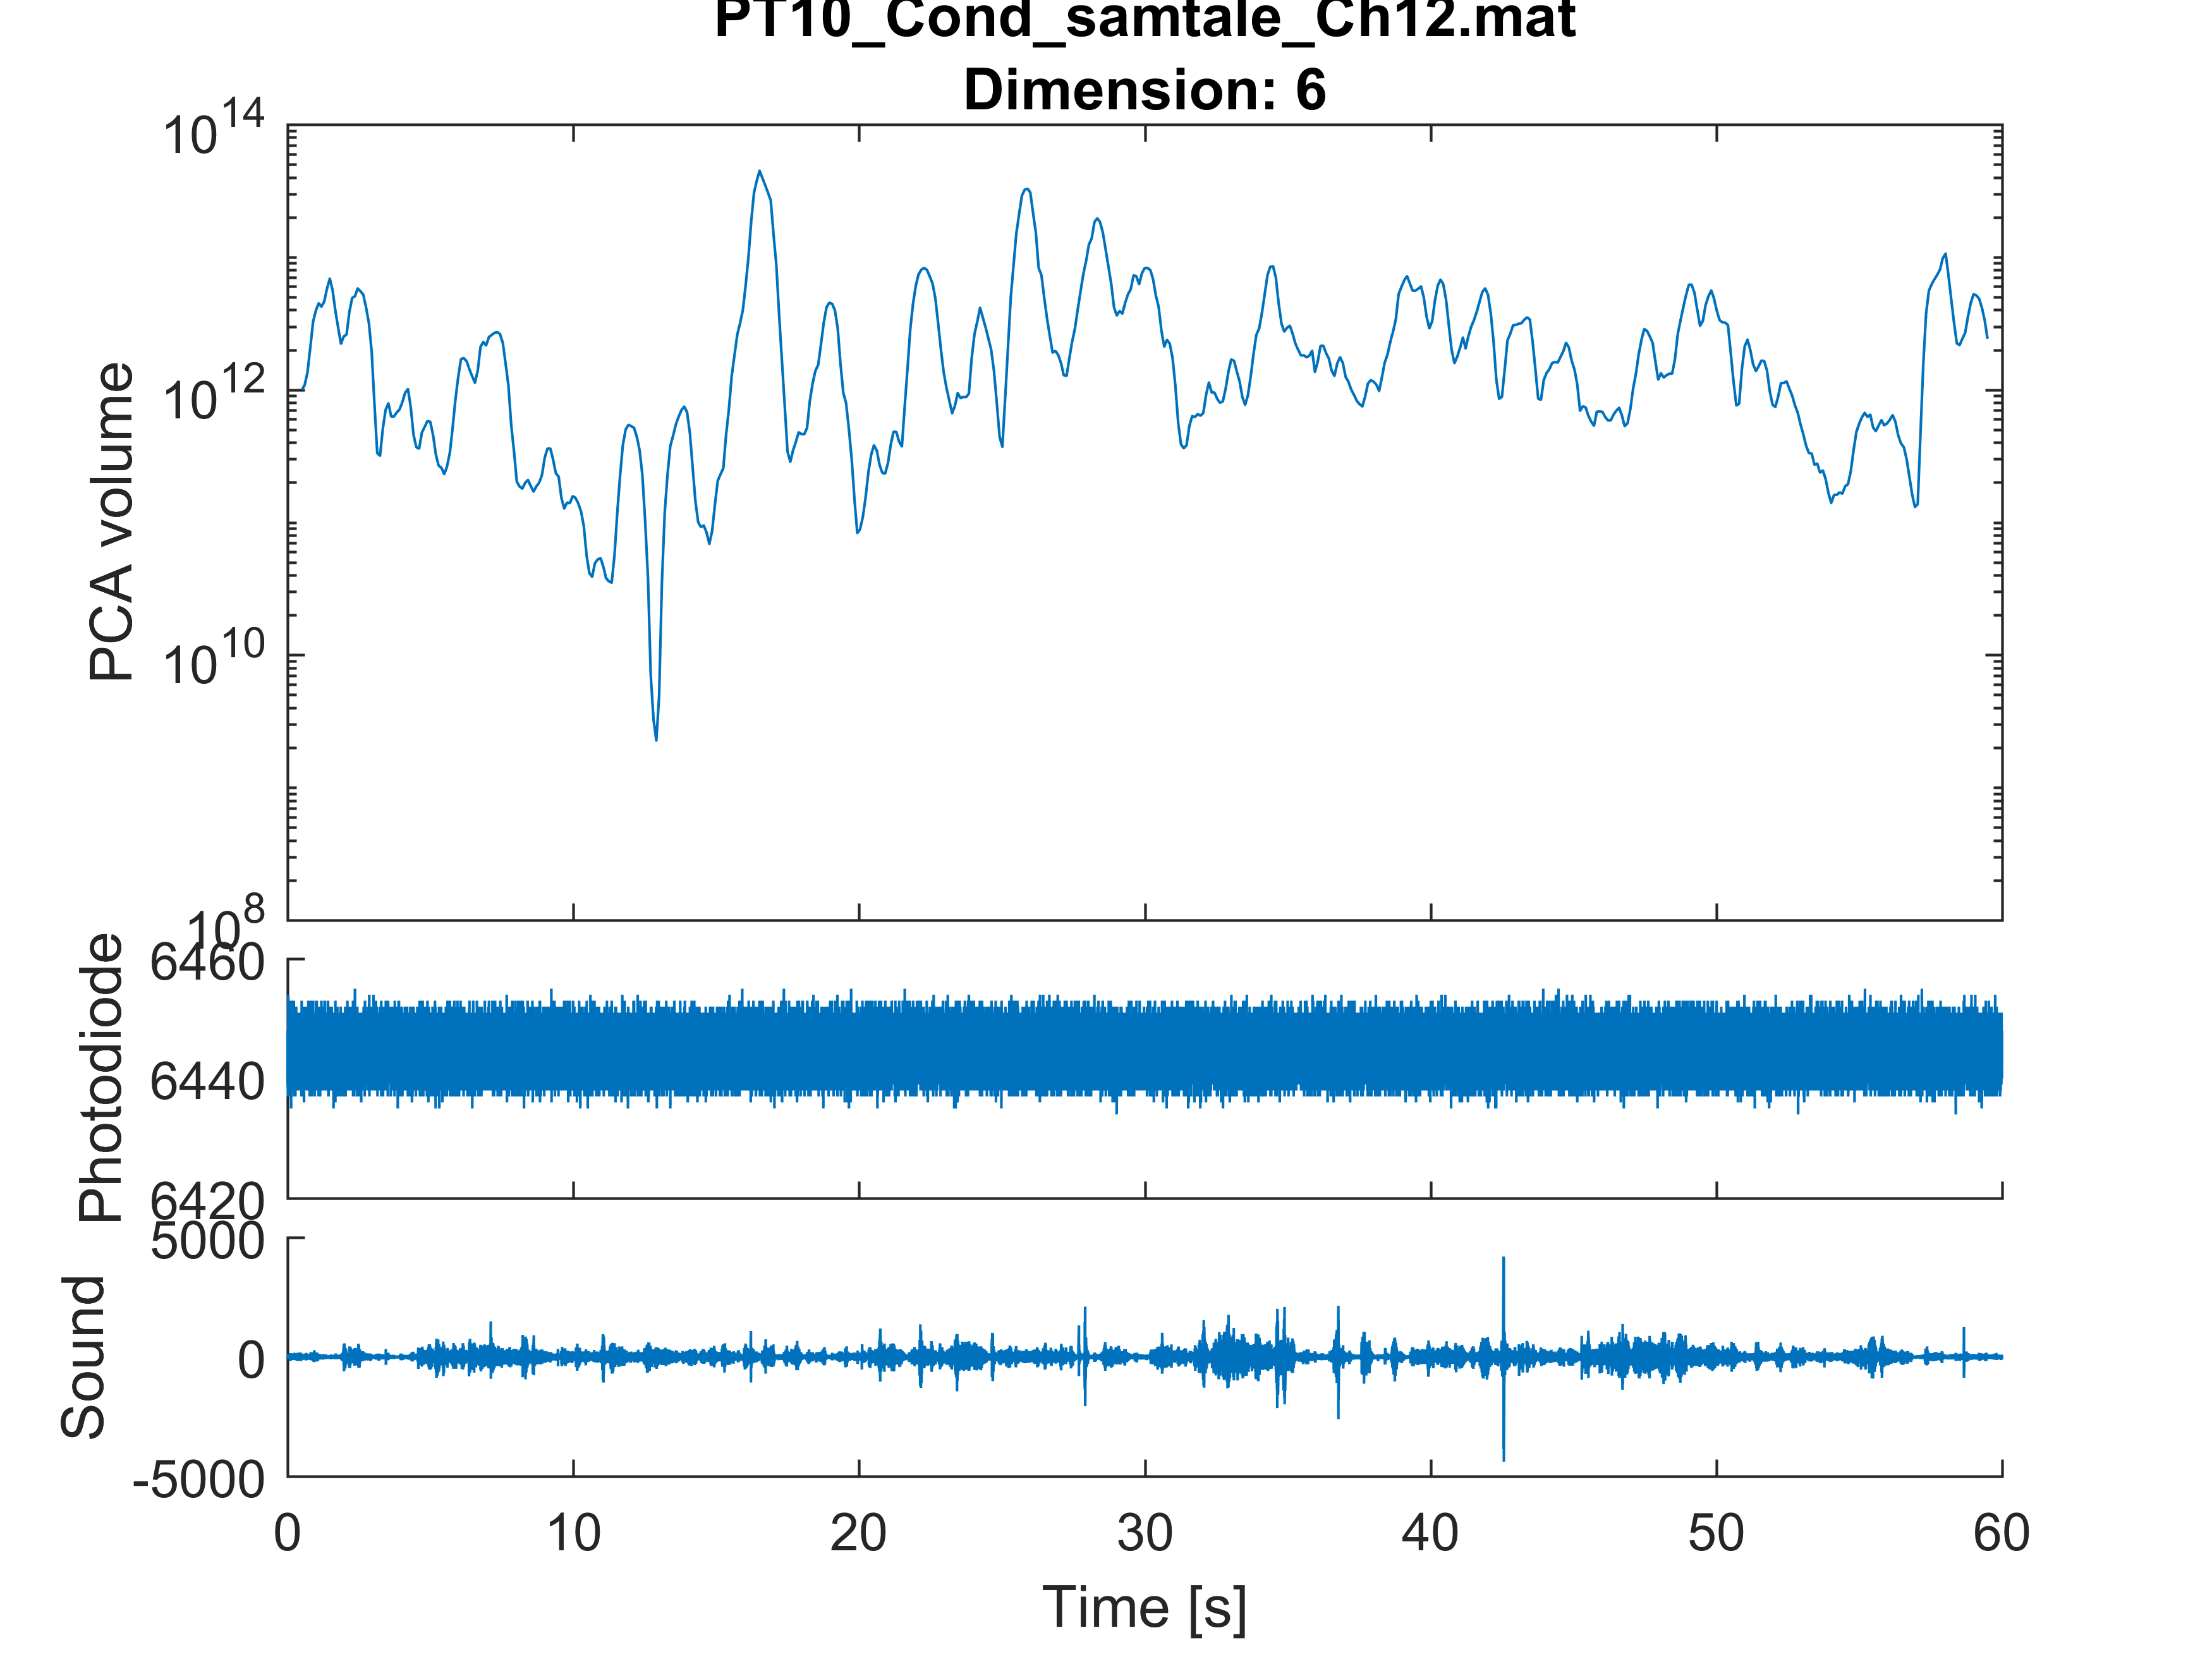 PT10_Cond_samtale_Ch12.mat
Dimension: 6
10^14
10^12
10^10
10^8
PCA volume
6460
6440
6420
Photodiode
5000
0
-5000
Sound
0 10 20 30 40 50 60
Time [s]